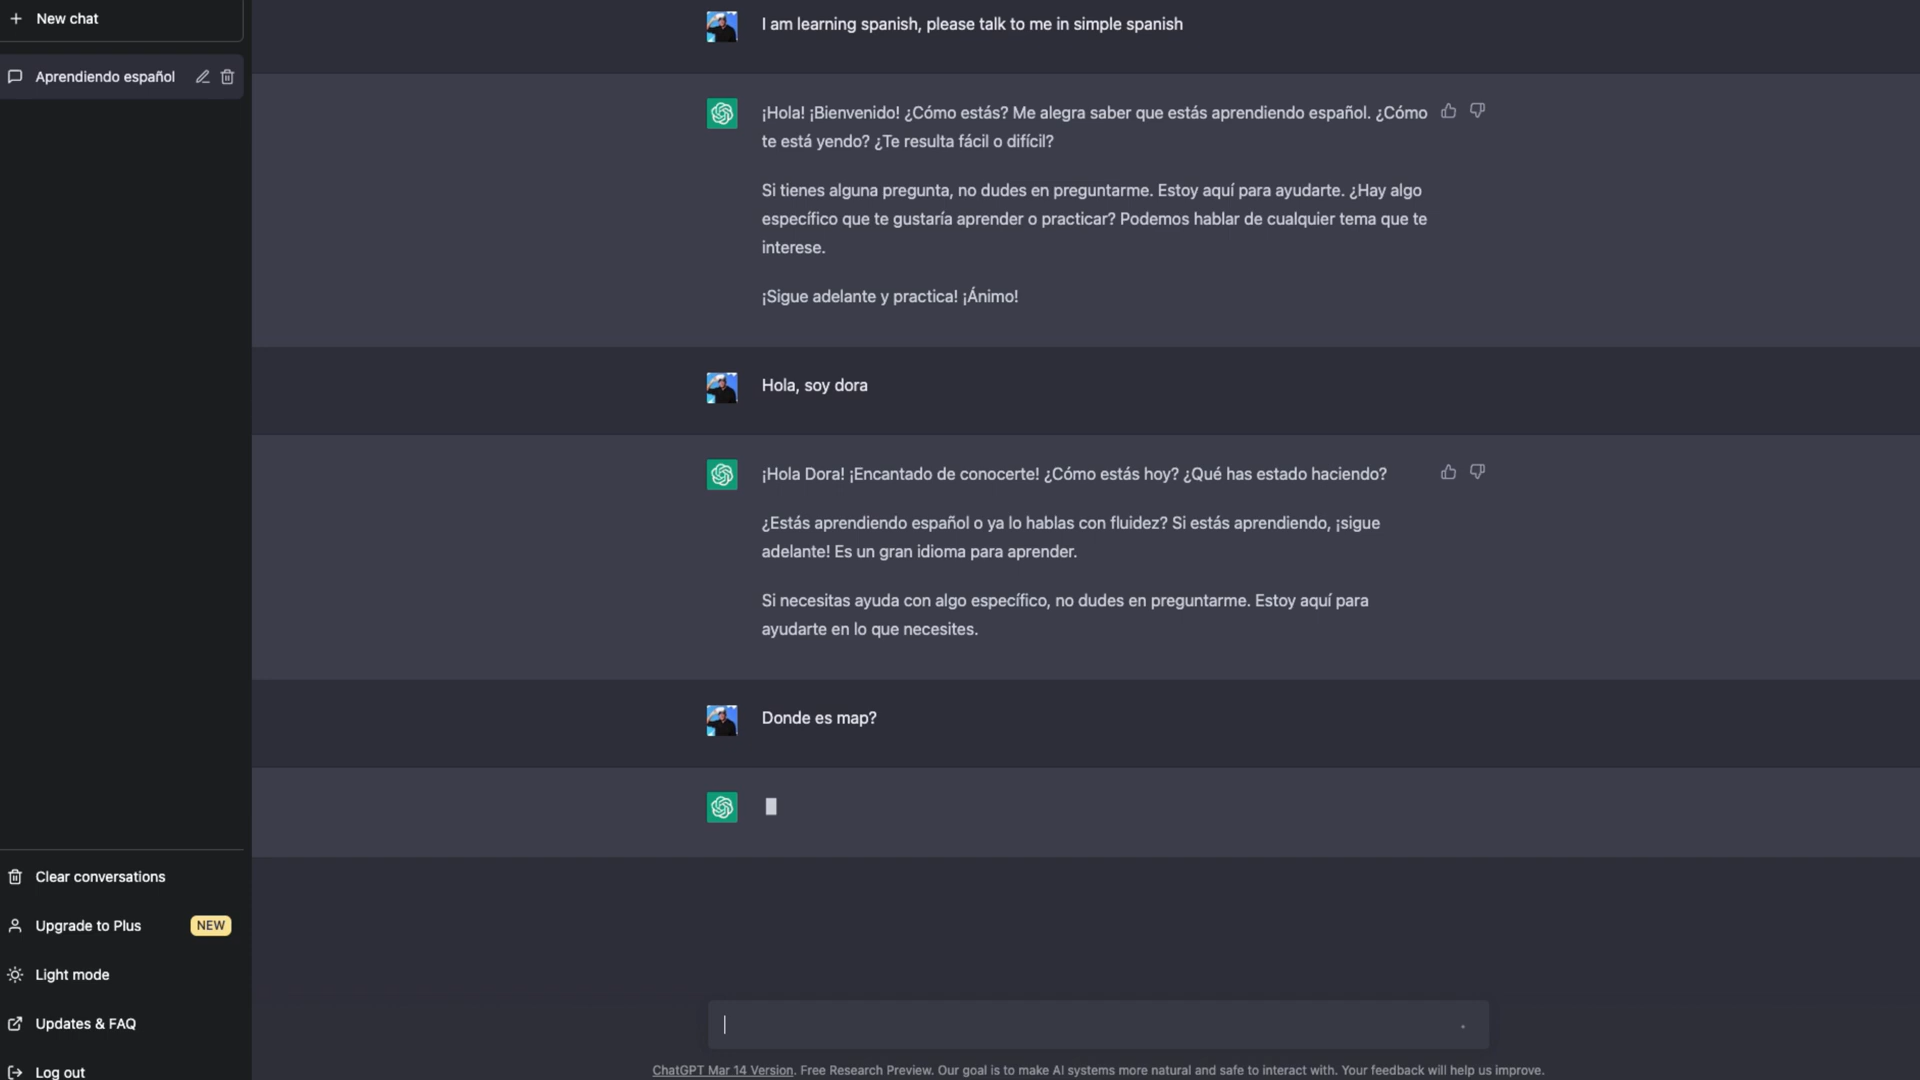 New chat
Aprendiendo español
I am learning spanish, please talk to me in simple spanish
¡Hola! ¡Bienvenido! ¿Cómo estás? Me alegra saber que estás aprendiendo español. ¿Cómo
te está yendo? ¿Te resulta fácil o difícil?
Si tienes alguna pregunta, no dudes en preguntarme. Estoy aquí para ayudarte. ¿Hay algo
específico que te gustaría aprender o practicar? Podemos hablar de cualquier tema que te
interese.
¡Sigue adelante y practica! ¡Ánimo!
Hola, soy dora
¡Hola Dora! ¡Encantado de conocerte! ¿Cómo estás hoy? ¿Qué has estado haciendo?
¿Estás aprendiendo español o ya lo hablas con fluidez? Si estás aprendiendo, ¡sigue
adelante! Es un gran idioma para aprender.
Si necesitas ayuda con algo específico, no dudes en preguntarme. Estoy aquí para
ayudarte en lo que necesites.
Donde es map?
Clear conversations
Upgrade to Plus NEW
Light mode
Updates & FAQ
Log out
ChatGPT Mar 14 Version. Free Research Preview. Our goal is to make AI systems more natural and safe to interact with. Your feedback will help us improve.